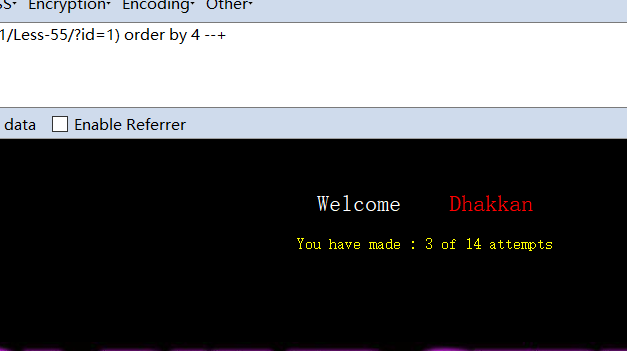 SS Encryption Encoding Other
1/Less-55/?id=1) order by 4 --+
data Enable Referrer
Welcome Dhakkan
You have made : 3 of 14 attempts